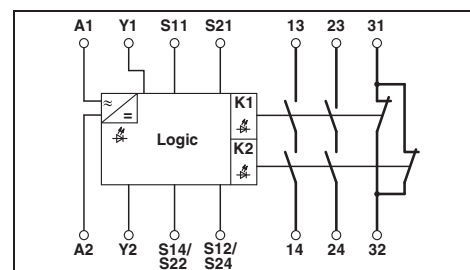 A1 Y1 S11 S21 13 23 31
≈
=
K1
Logic
K2
A2 Y2 S14/ S12/ 14 24 32
S22 S24